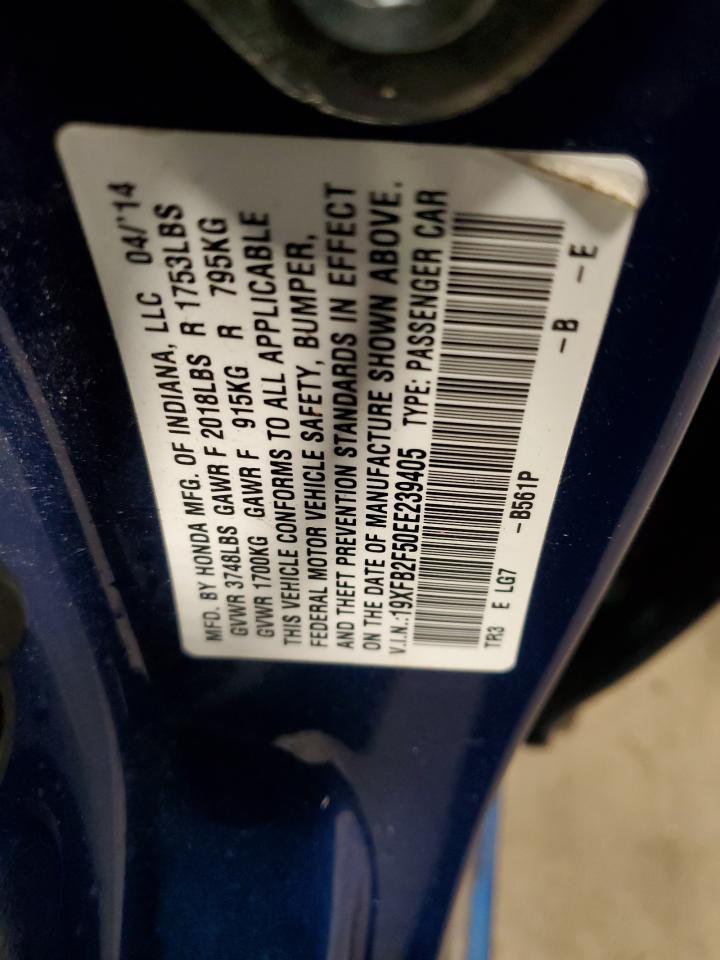 MFD. BY HONDA MFG. OF INDIANA, LLC 04/'14
GVWR 3748LBS GAWR F 2018LBS R 1753LBS
GVWR 1700KG GAWR F 915KG R 795KG
THIS VEHICLE CONFORMS TO ALL APPLICABLE
FEDERAL MOTOR VEHICLE SAFETY, BUMPER,
AND THEFT PREVENTION STANDARDS IN EFFECT
ON THE DATE OF MANUFACTURE SHOWN ABOVE.
V.I.N.:19XFB2F50EE239405 TYPE: PASSENGER CAR
TR3 E LG7 -B561P -B -E